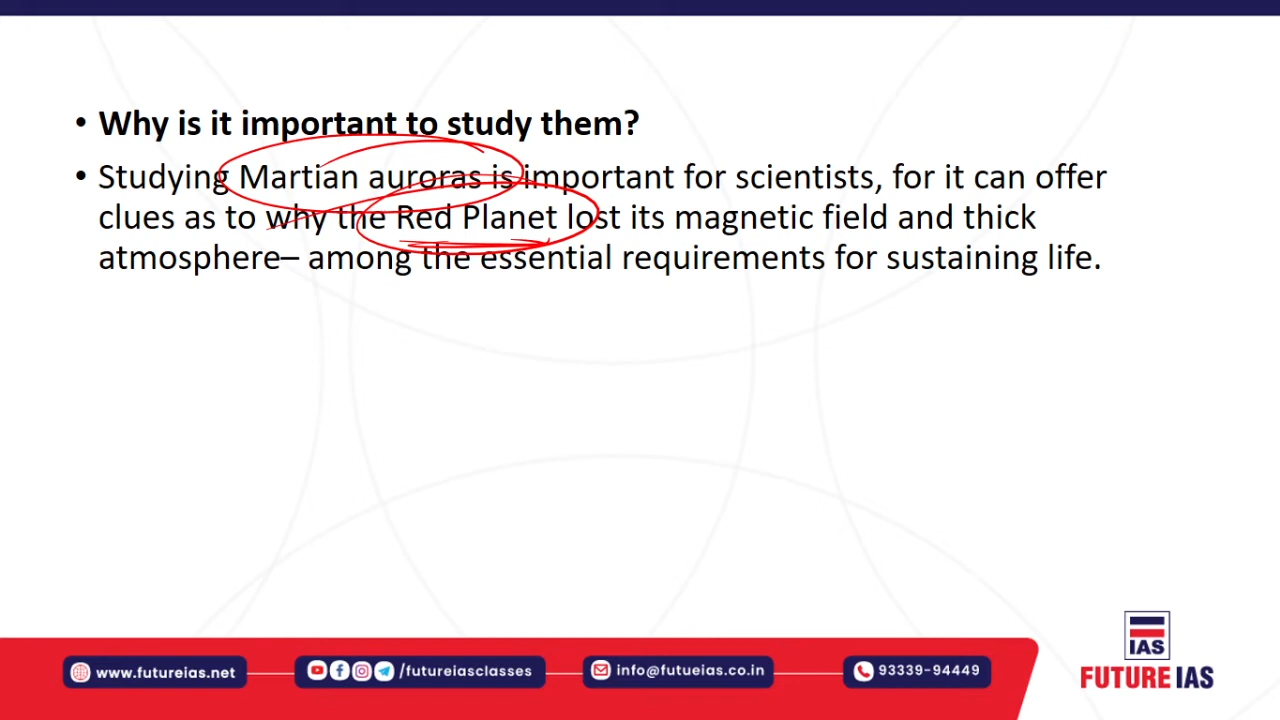 • Why is it important to study them?
• Studying Martian auroras is important for scientists, for it can offer
clues as to why the Red Planet lost its magnetic field and thick
atmosphere– among the essential requirements for sustaining life.
IAS
www.futureias.net
/futureiasclasses
info@futueias.co.in
93339-94449
FUTURE IAS